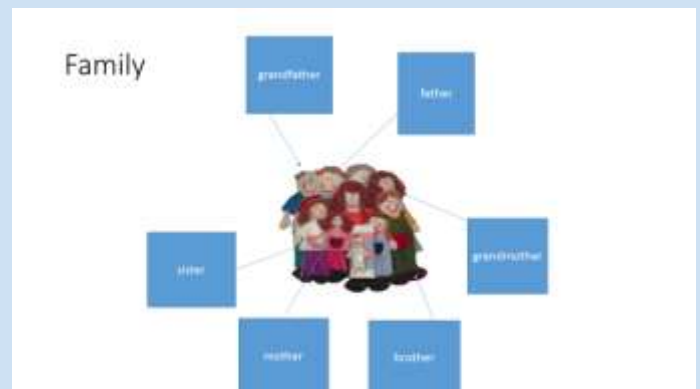 Family
grandfather
father
sister
grandmother
mother
brother